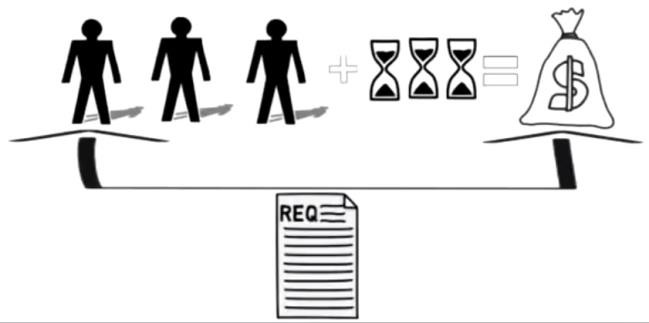 + =
$
REQ